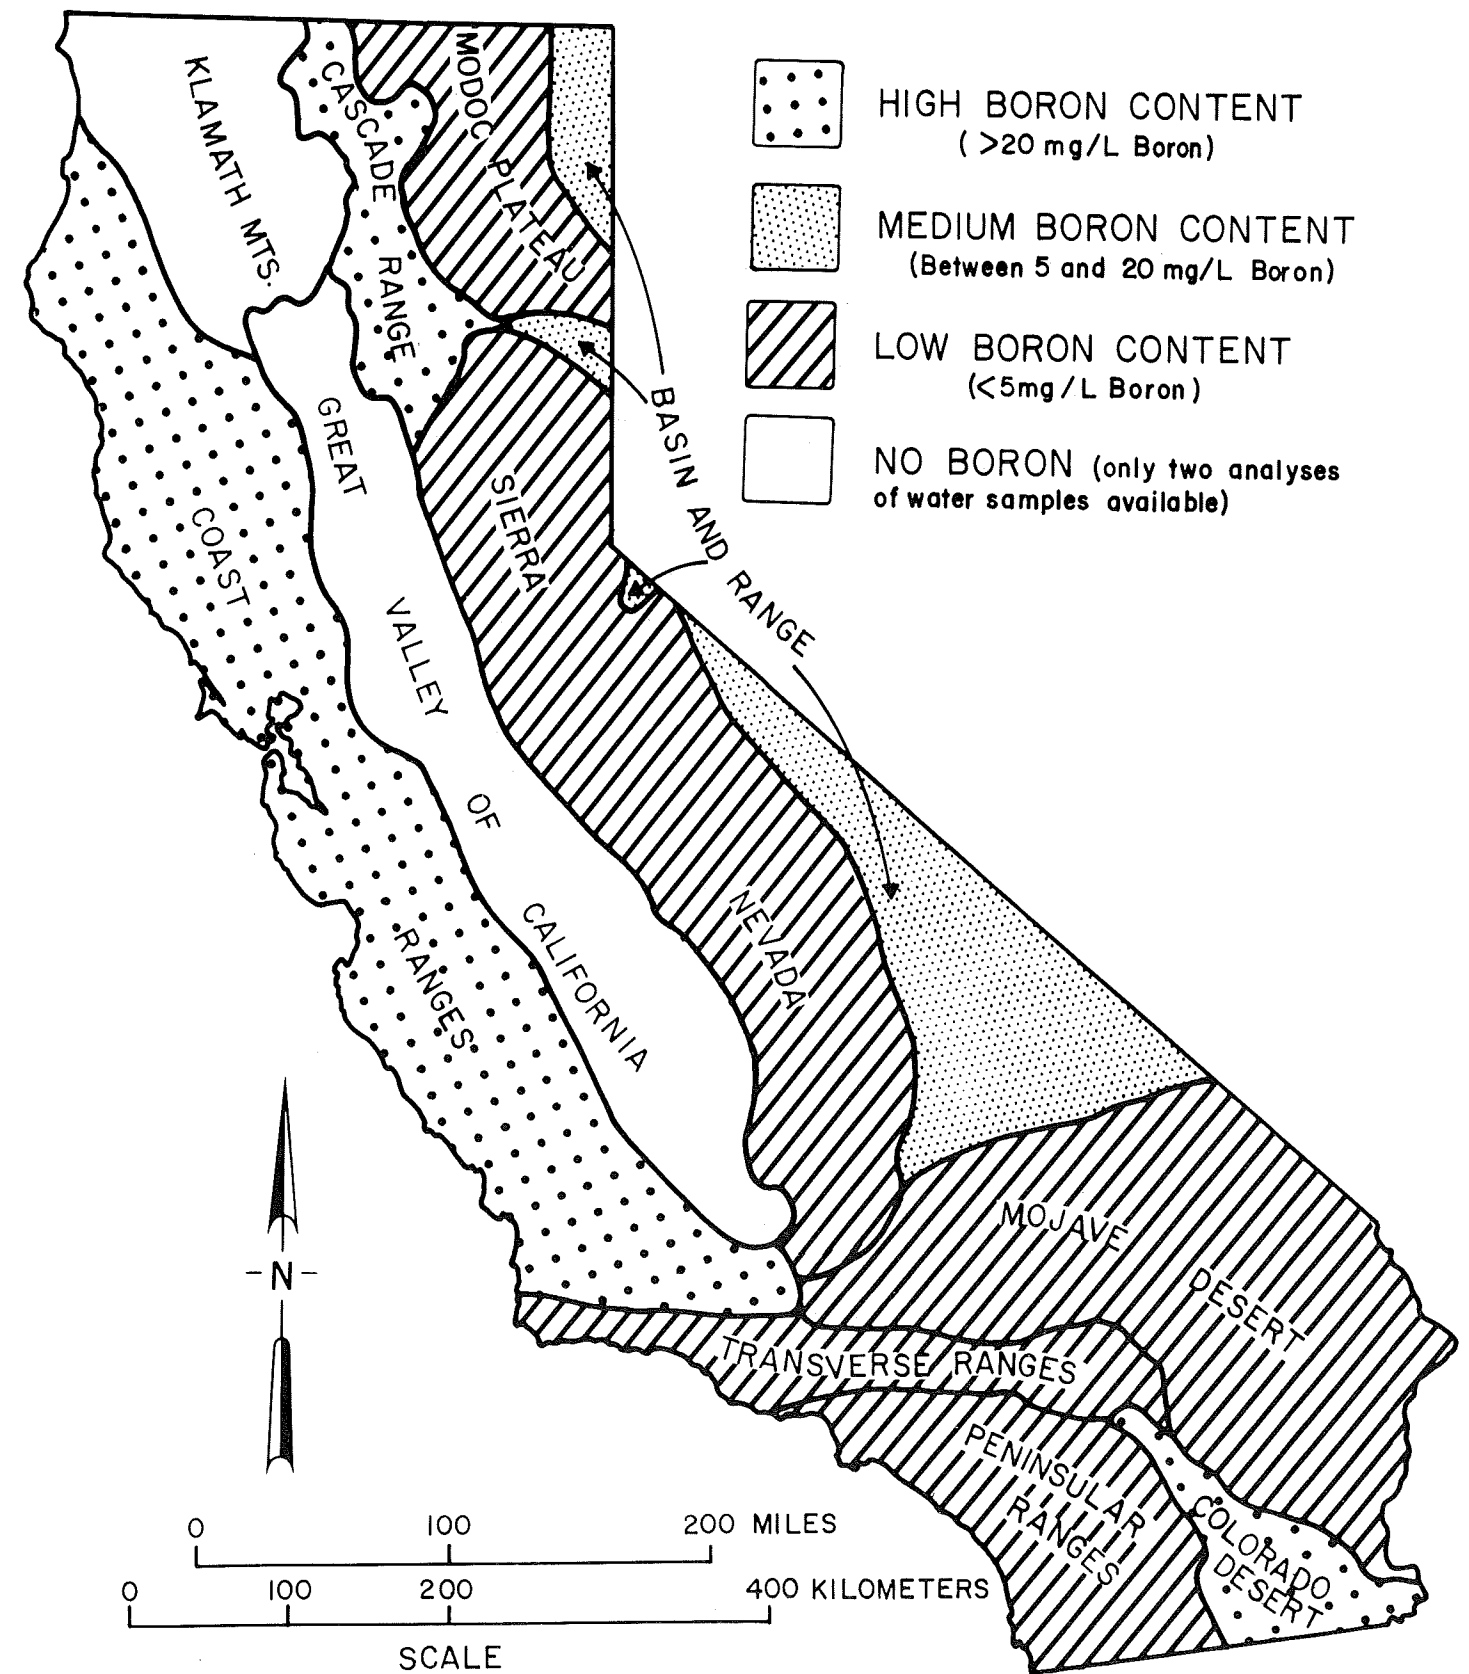 KLAMATH MTS.
CASCADE
RANGE
MODOC
PLATEAU
HIGH BORON CONTENT
( >20 mg/L Boron)
MEDIUM BORON CONTENT
(Between 5 and 20 mg/L Boron)
LOW BORON CONTENT
(<5mg/L Boron)
NO BORON (only two analyses
of water samples available)
BASIN AND RANGE
GREAT
VALLEY
OF
CALIFORNIA
COAST
RANGES
SIERRA
NEVADA
MOJAVE
DESERT
TRANSVERSE RANGES
PENINSULAR
RANGES
COLORADO
DESERT
-N-
0 100 200 MILES
0 100 200 400 KILOMETERS
SCALE